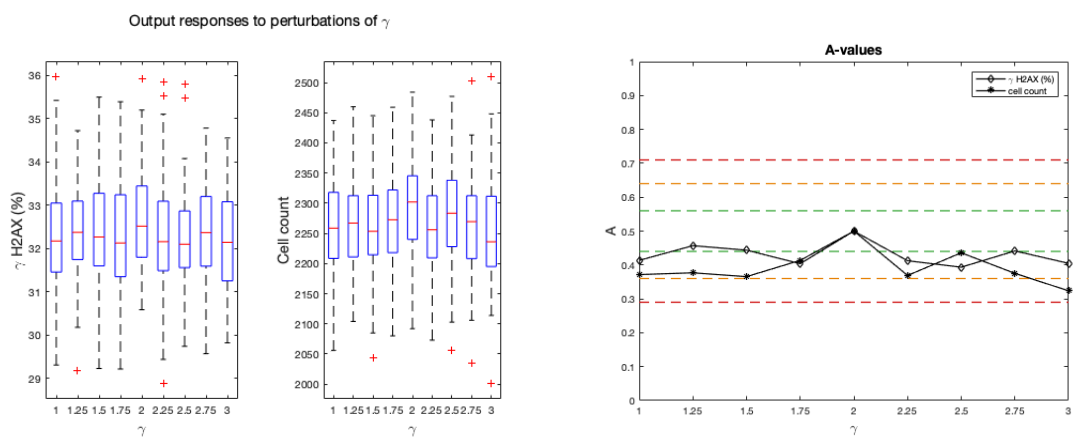 Output responses to perturbations of γ
γ H2AX (%)
36
35
34
33
32
31
30
29
1 1.25 1.5 1.75 2 2.25 2.5 2.75 3
γ
Cell count
2500
2450
2400
2350
2300
2250
2200
2150
2100
2050
2000
1 1.25 1.5 1.75 2 2.25 2.5 2.75 3
γ
A-values
γ H2AX (%)
cell count
A
1
0.9
0.8
0.7
0.6
0.5
0.4
0.3
0.2
0.1
0
1 1.25 1.5 1.75 2 2.25 2.5 2.75 3
γ